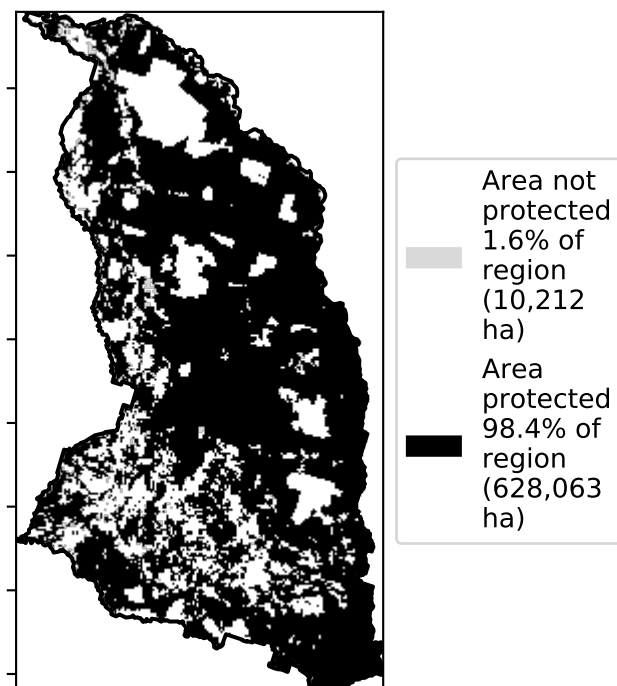 Area not
protected
1.6% of
region
(10,212
ha)
Area
protected
98.4% of
region
(628,063
ha)